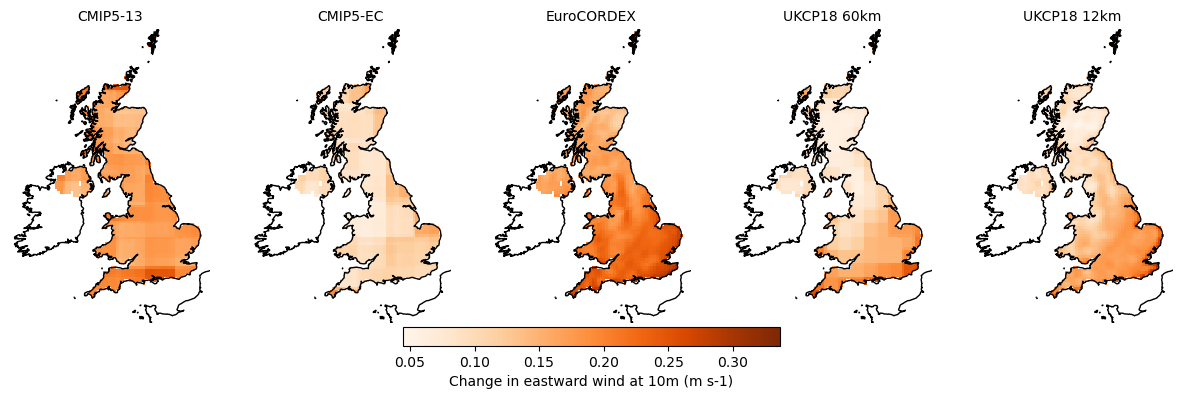 CMIP5-13 CMIP5-EC EuroCORDEX UKCP18 60km UKCP18 12km
0.05 0.10 0.15 0.20 0.25 0.30
Change in eastward wind at 10m (m s-1)